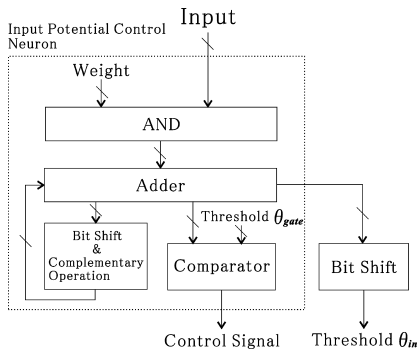 Input
Input Potential Control
Neuron
Weight
AND
Adder
Threshold θgate
Bit Shift
&
Complementary
Operation
Comparator
Bit Shift
Control Signal
Threshold θin